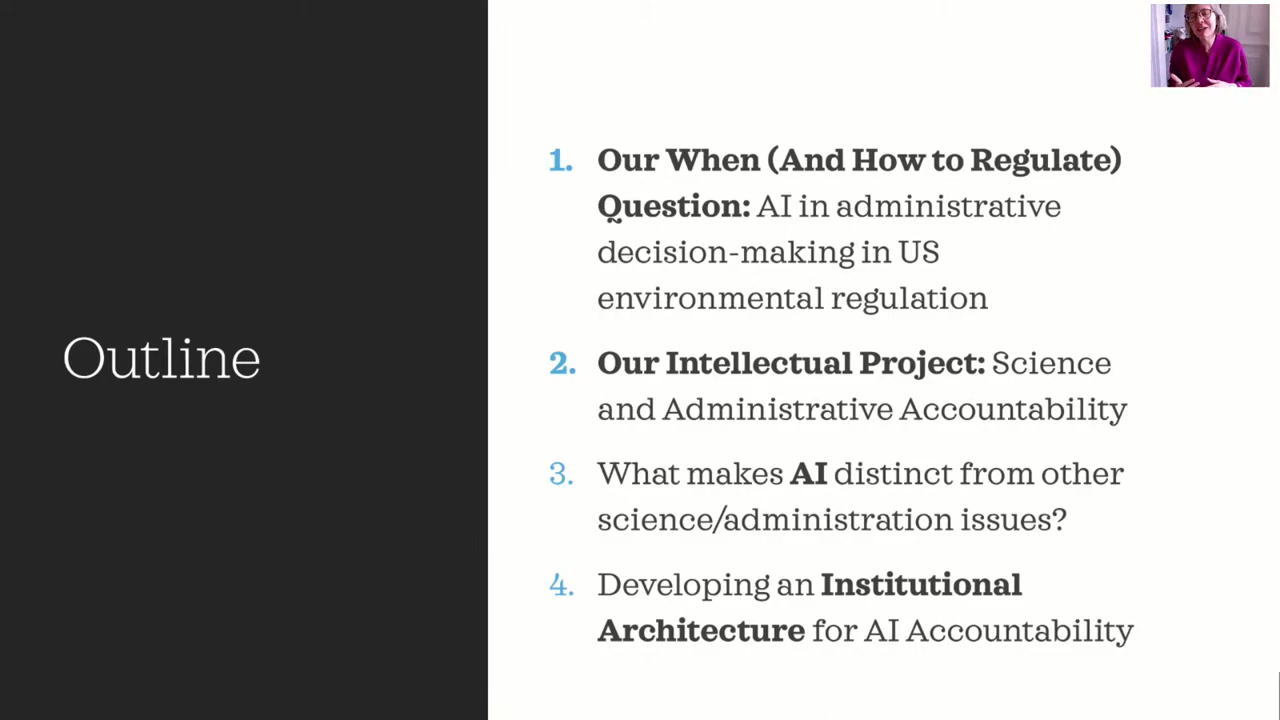 Outline
1. Our When (And How to Regulate)
Question: AI in administrative
decision-making in US
environmental regulation
2. Our Intellectual Project: Science
and Administrative Accountability
3. What makes AI distinct from other
science/administration issues?
4. Developing an Institutional
Architecture for AI Accountability